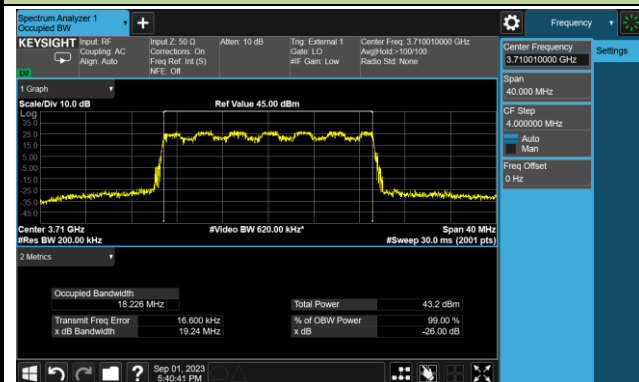 Spectrum Analyzer 1
Occupied BW
Frequency
KEYSIGHT
Input: RF
Coupling: AC
Align: Auto
Input Z: 50 Ω
Corrections: On
Freq Ref: Int (S)
NFE: Off
Atten: 10 dB
Trig: External 1
Gate: LO
#IF Gain: Low
Center Freq: 3.710010000 GHz
Avg|Hold:>100/100
Radio Std: None
Center Frequency
3.710010000 GHz
Settings
Span
40.000 MHz
CF Step
4.000000 MHz
Auto
Man
Freq Offset
0 Hz
1 Graph
Scale/Div 10.0 dB
Ref Value 45.00 dBm
Log
35.0
25.0
15.0
5.00
-5.00
-15.0
-25.0
-35.0
-45.0
Center 3.71 GHz
#Video BW 620.00 kHz*
Span 40 MHz
#Res BW 200.00 kHz
#Sweep 30.0 ms (2001 pts)
2 Metrics
Occupied Bandwidth
18.226 MHz
Total Power 43.2 dBm
Transmit Freq Error 16.600 kHz
% of OBW Power 99.00 %
x dB Bandwidth 19.24 MHz
x dB -26.00 dB
?
Sep 01, 2023
5:40:41 PM